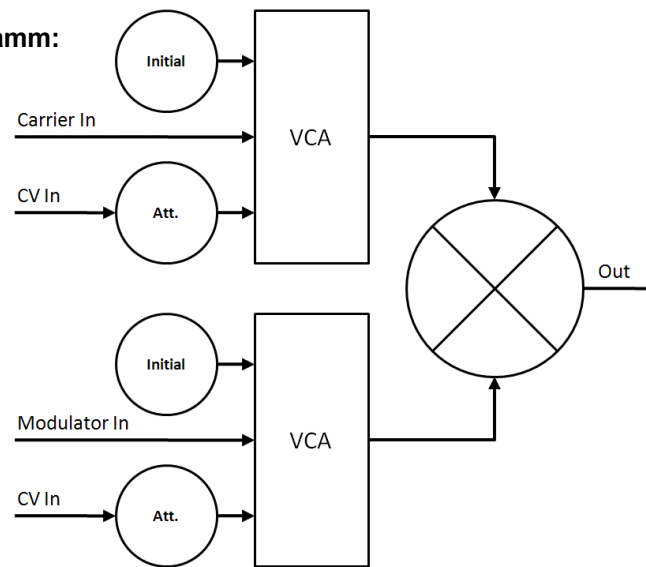 amm:
Initial
Carrier In
VCA
CV In
Att.
Out
Initial
Modulator In
VCA
CV In
Att.